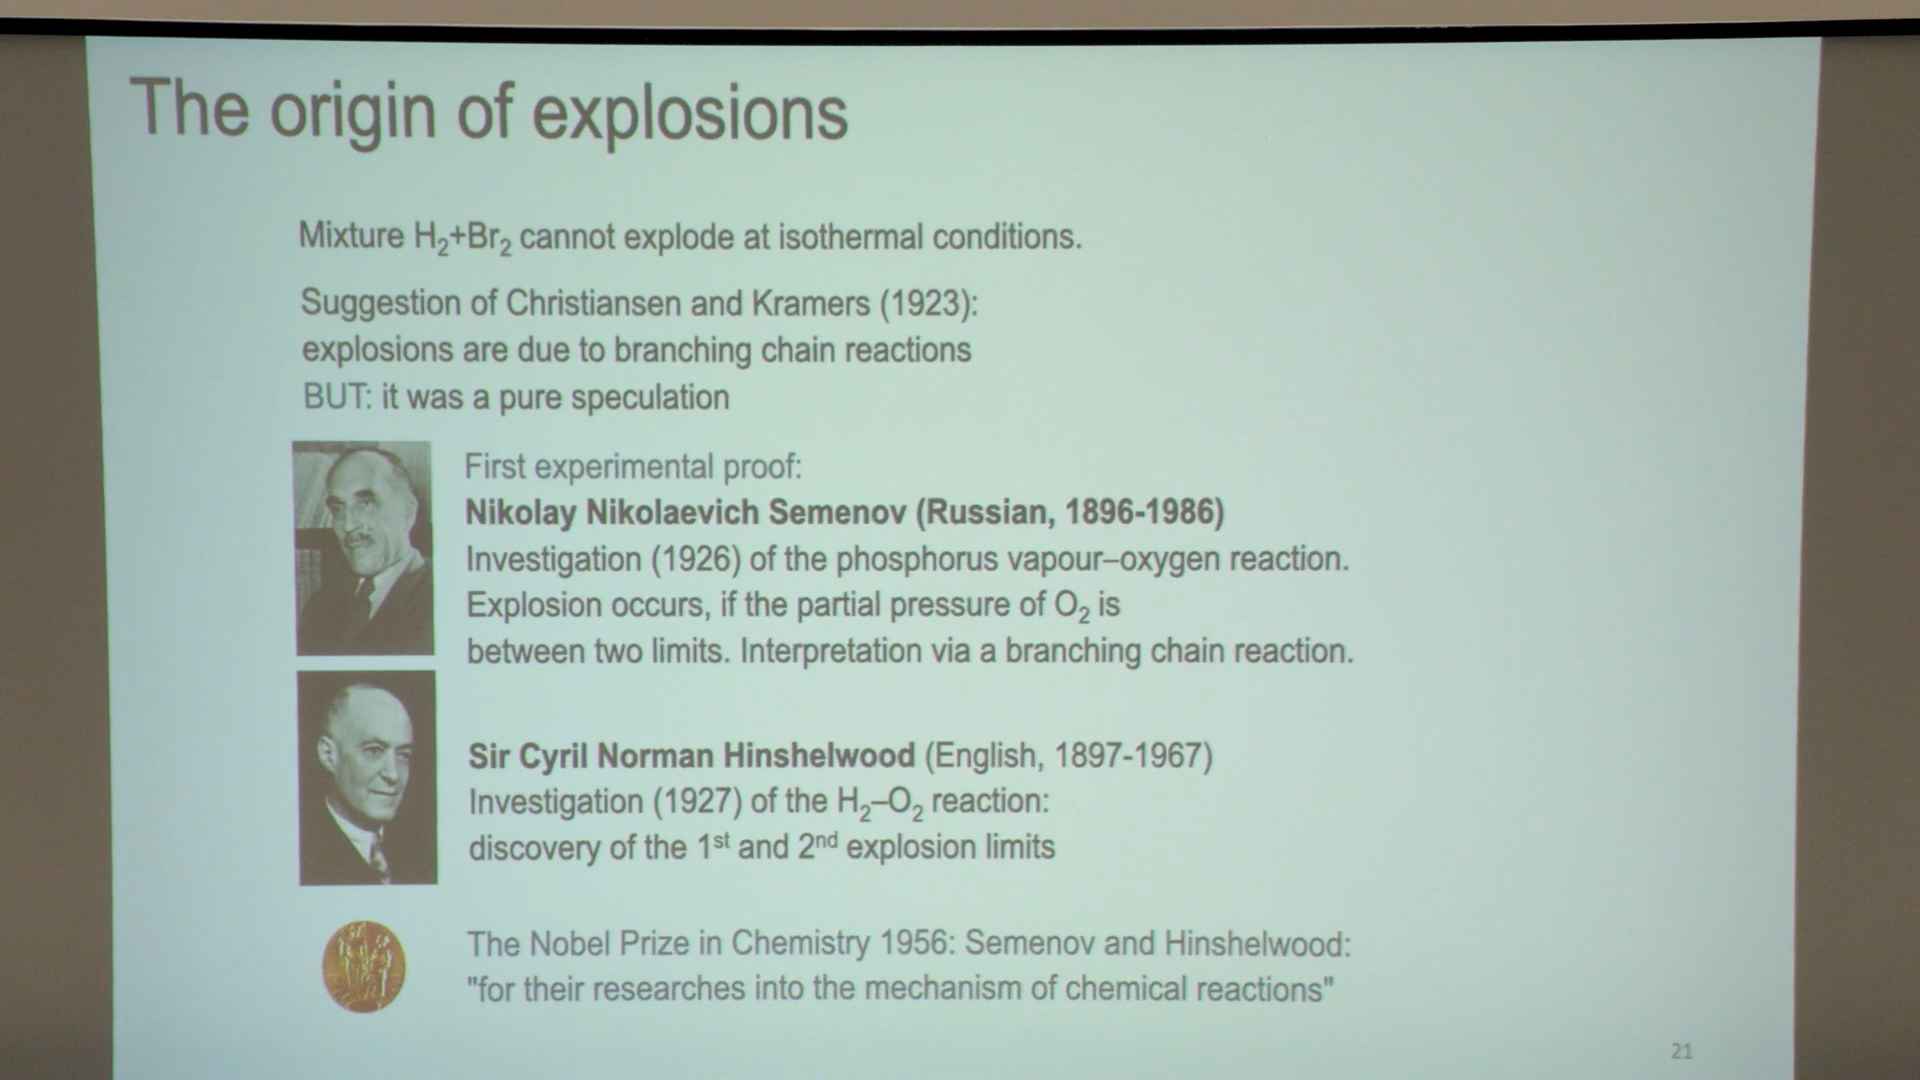 The origin of explosions
Mixture H₂+Br₂ cannot explode at isothermal conditions.
Suggestion of Christiansen and Kramers (1923):
explosions are due to branching chain reactions
BUT: it was a pure speculation
First experimental proof:
Nikolay Nikolaevich Semenov (Russian, 1896-1986)
Investigation (1926) of the phosphorus vapour–oxygen reaction.
Explosion occurs, if the partial pressure of O₂ is
between two limits. Interpretation via a branching chain reaction.
Sir Cyril Norman Hinshelwood (English, 1897-1967)
Investigation (1927) of the H₂–O₂ reaction:
discovery of the 1ˢᵗ and 2ⁿᵈ explosion limits
The Nobel Prize in Chemistry 1956: Semenov and Hinshelwood:
"for their researches into the mechanism of chemical reactions"
21